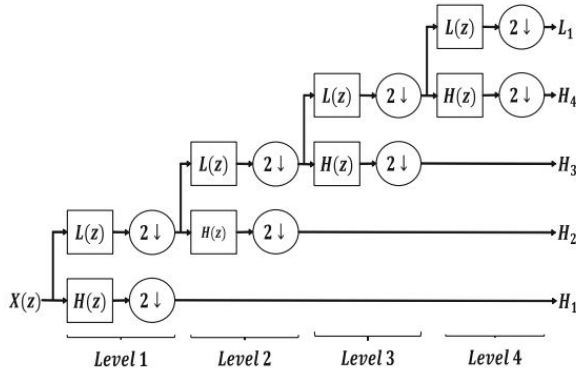 L(z) 2↓ L₁
L(z) 2↓ H(z) 2↓ H₄
L(z) 2↓ H(z) 2↓ H₃
L(z) 2↓ H(z) 2↓ H₂
X(z) H(z) 2↓ H₁
Level 1 Level 2 Level 3 Level 4